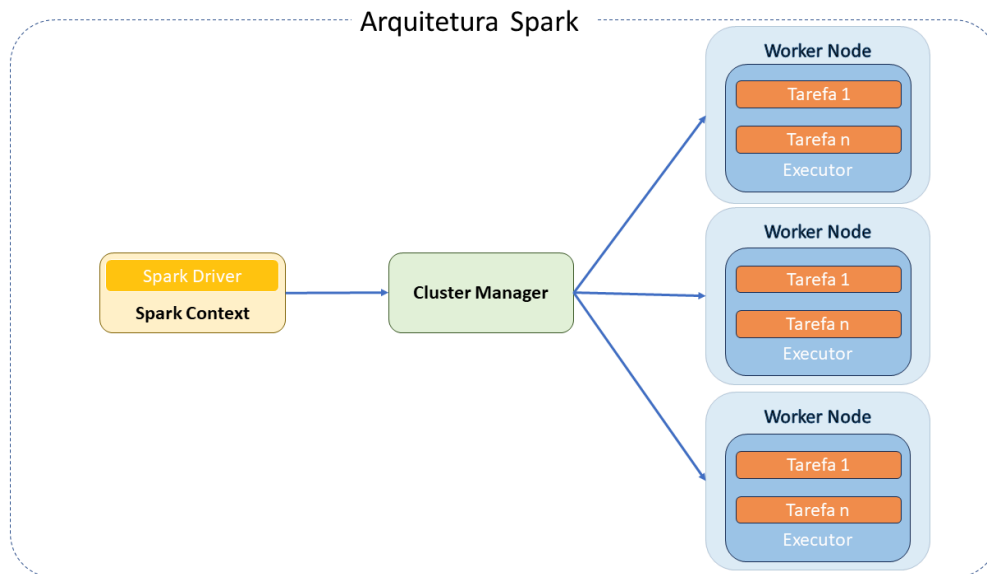 Arquitetura Spark
Spark Driver
Spark Context
Cluster Manager
Worker Node
Tarefa 1
Tarefa n
Executor
Worker Node
Tarefa 1
Tarefa n
Executor
Worker Node
Tarefa 1
Tarefa n
Executor